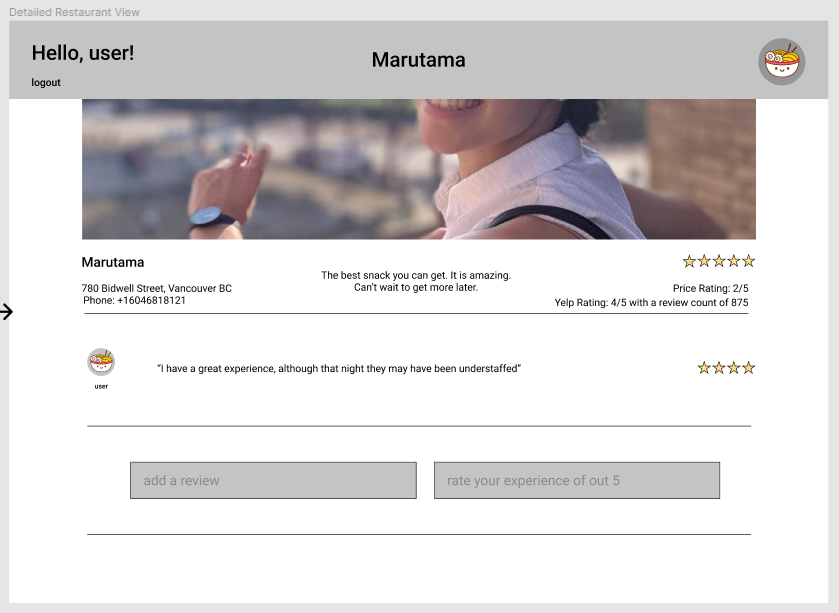 Detailed Restaurant View
Hello, user!
logout
Marutama
Marutama
780 Bidwell Street, Vancouver BC
Phone: +16046818121
The best snack you can get. It is amazing.
Can't wait to get more later.
Price Rating: 2/5
Yelp Rating: 4/5 with a review count of 875
user
“I have a great experience, although that night they may have been understaffed”
add a review
rate your experience of out 5